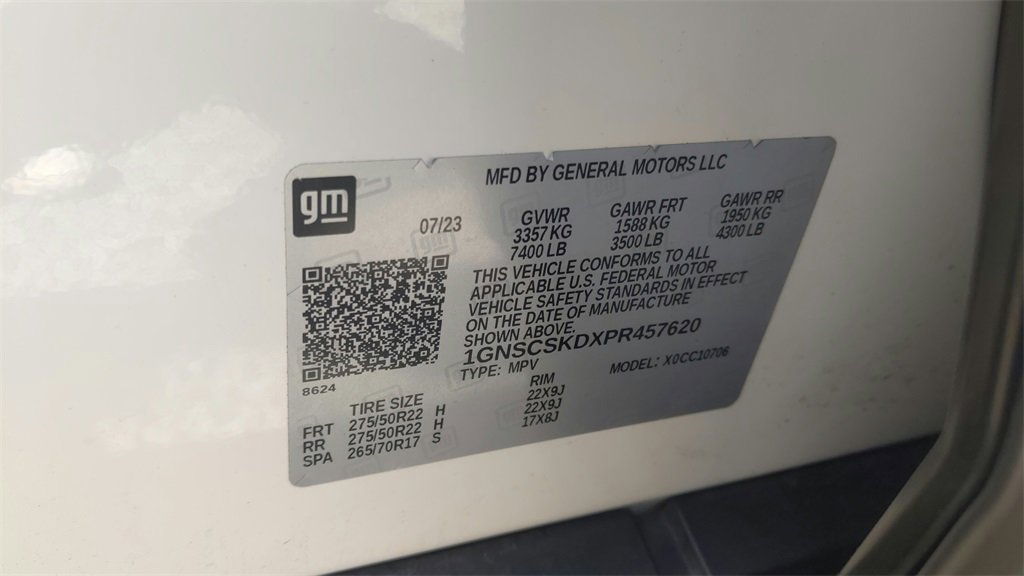 MFD BY GENERAL MOTORS LLC
gm
07/23
GVWR GAWR FRT GAWR RR
3357 KG 1588 KG 1950 KG
7400 LB 3500 LB 4300 LB
THIS VEHICLE CONFORMS TO ALL
APPLICABLE U.S. FEDERAL MOTOR
VEHICLE SAFETY STANDARDS IN EFFECT
ON THE DATE OF MANUFACTURE
SHOWN ABOVE.
1GNSCSKDXPR457620
TYPE: MPV MODEL: X0CC10706
8624
TIRE SIZE RIM
FRT 275/50R22 H 22X9J
RR 275/50R22 H 22X9J
SPA 265/70R17 S 17X8J